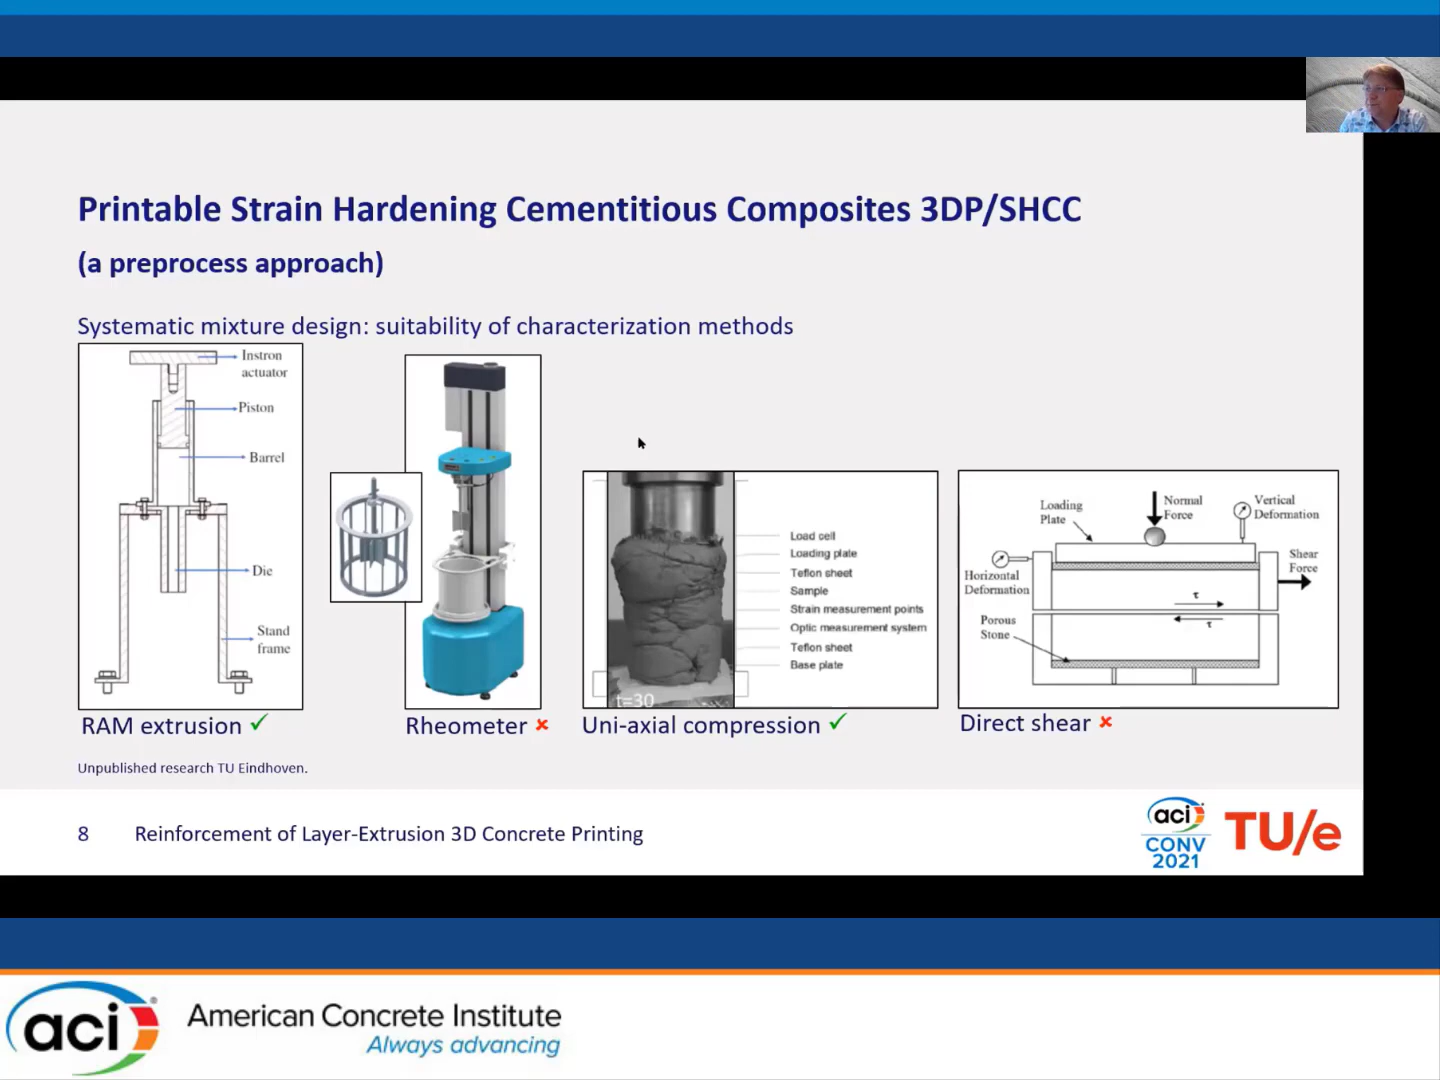 Printable Strain Hardening Cementitious Composites 3DP/SHCC
(a preprocess approach)
Systematic mixture design: suitability of characterization methods
Instron
actuator
Piston
Barrel
Die
Stand
frame
RAM extrusion ✓
Rheometer ✘
t=30
Load cell
Loading plate
Teflon sheet
Sample
Strain measurement points
Optic measurement system
Teflon sheet
Base plate
Uni-axial compression ✓
Loading
Plate
Normal
Force
Vertical
Deformation
Horizontal
Deformation
Shear
Force
τ
τ
Porous
Stone
Direct shear ✘
Unpublished research TU Eindhoven.
8 Reinforcement of Layer-Extrusion 3D Concrete Printing
aci
CONV
2021
TU/e
aci
American Concrete Institute
Always advancing